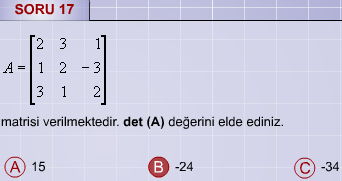 SORU 17
A = [2 3 1
1 2 -3
3 1 2]
matrisi verilmektedir. det (A) değerini elde ediniz.
A 15 B -24 C -34